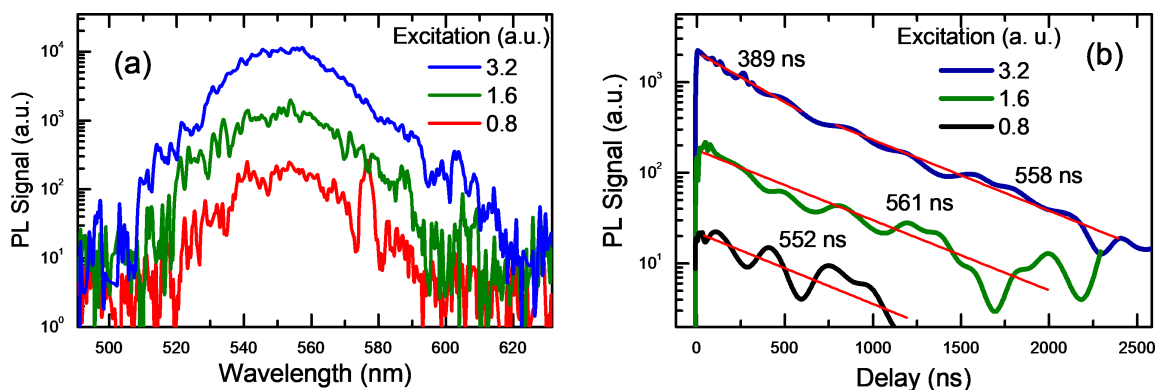 (a)
Excitation (a.u.)
3.2
1.6
0.8
PL Signal (a.u.)
10⁴
10³
10²
10¹
10⁰
500 520 540 560 580 600 620
Wavelength (nm)
(b)
Excitation (a. u.)
3.2
1.6
0.8
389 ns
558 ns
561 ns
552 ns
PL Signal (a.u.)
10³
10²
10¹
0 500 1000 1500 2000 2500
Delay (ns)